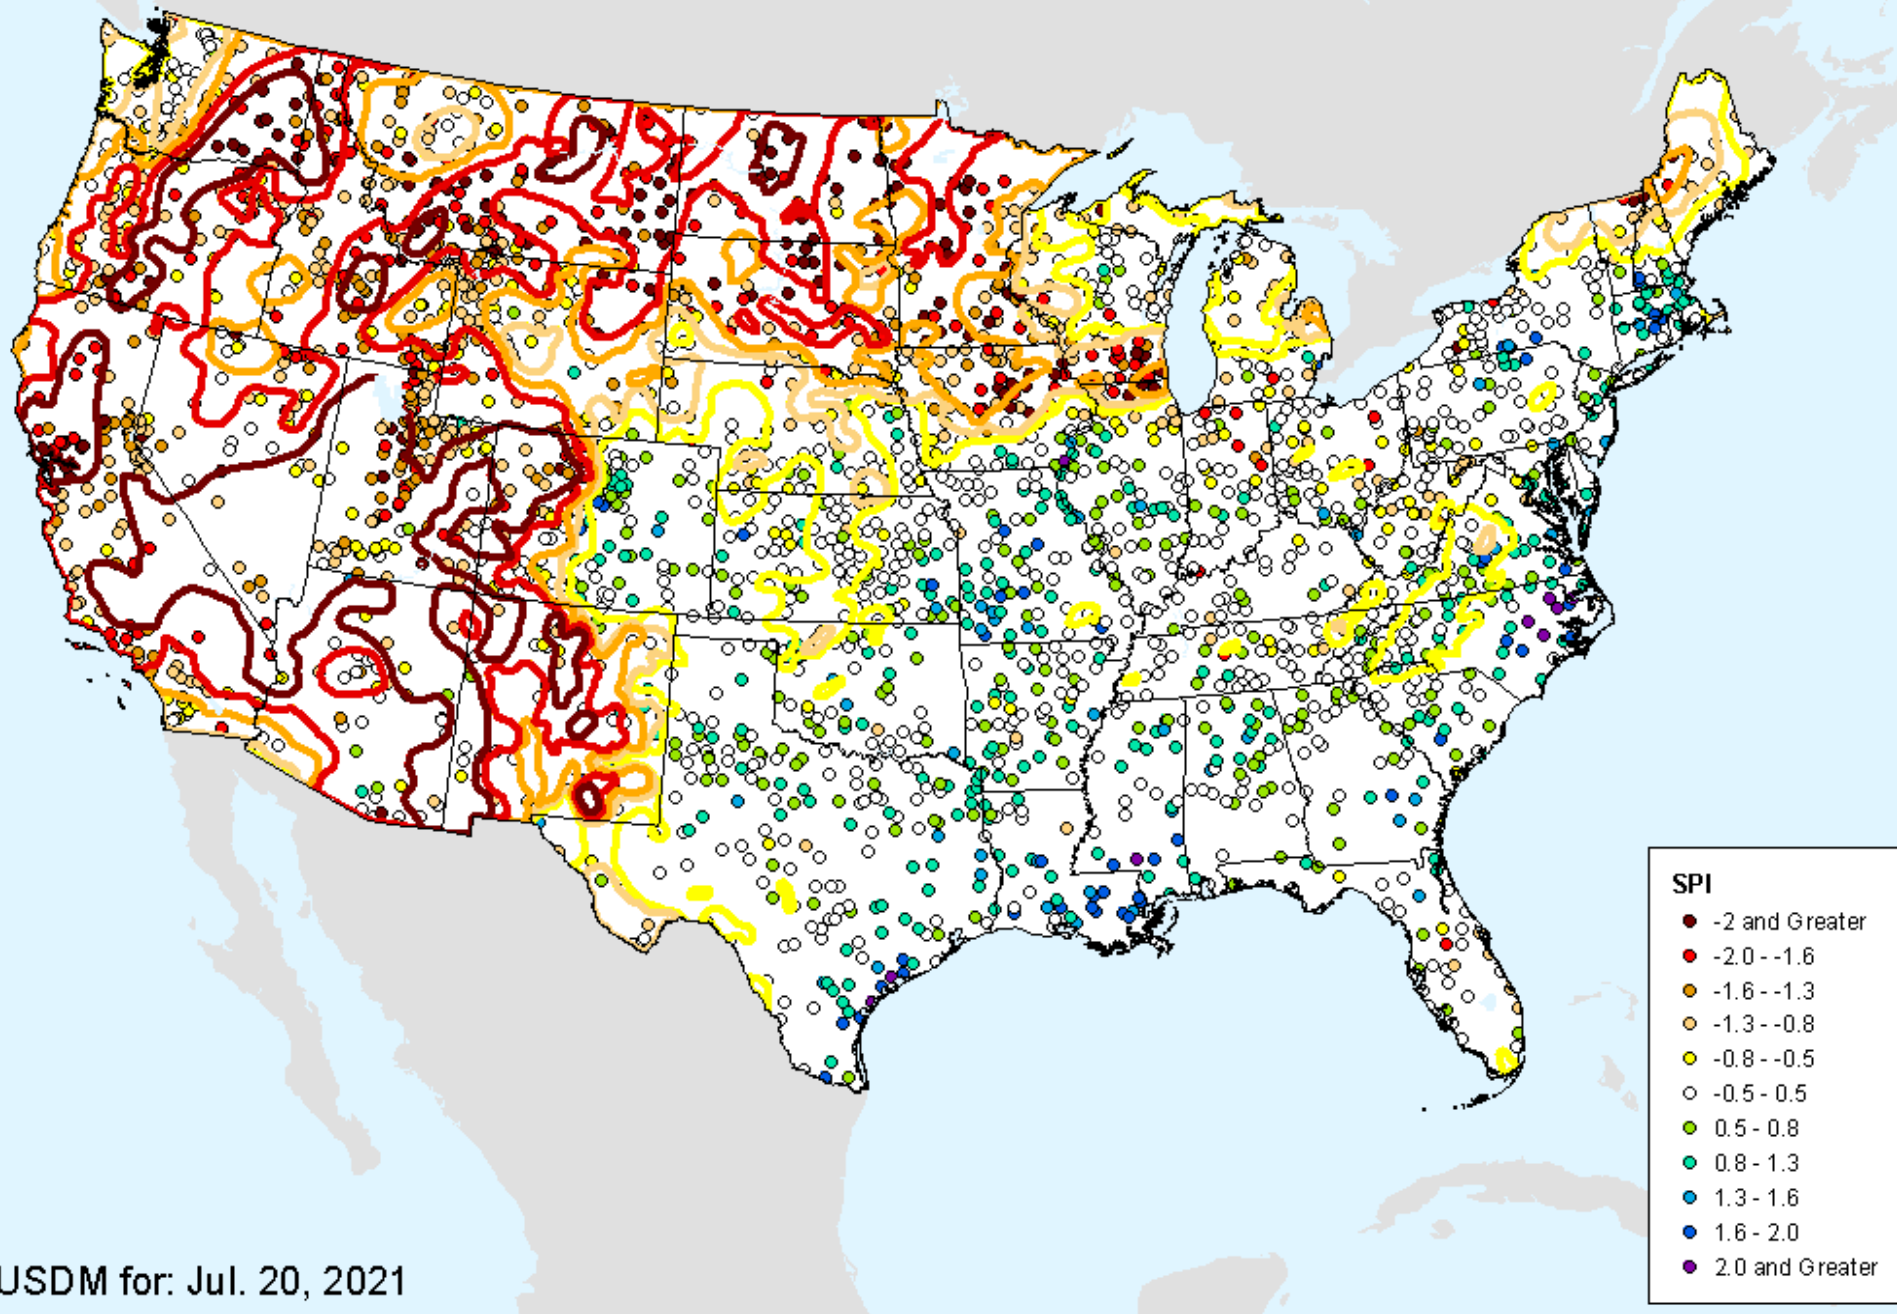 SPI
-2 and Greater
-2.0 - -1.6
-1.6 - -1.3
-1.3 - -0.8
-0.8 - -0.5
-0.5 - 0.5
0.5 - 0.8
0.8 - 1.3
1.3 - 1.6
1.6 - 2.0
2.0 and Greater
USDM for: Jul. 20, 2021